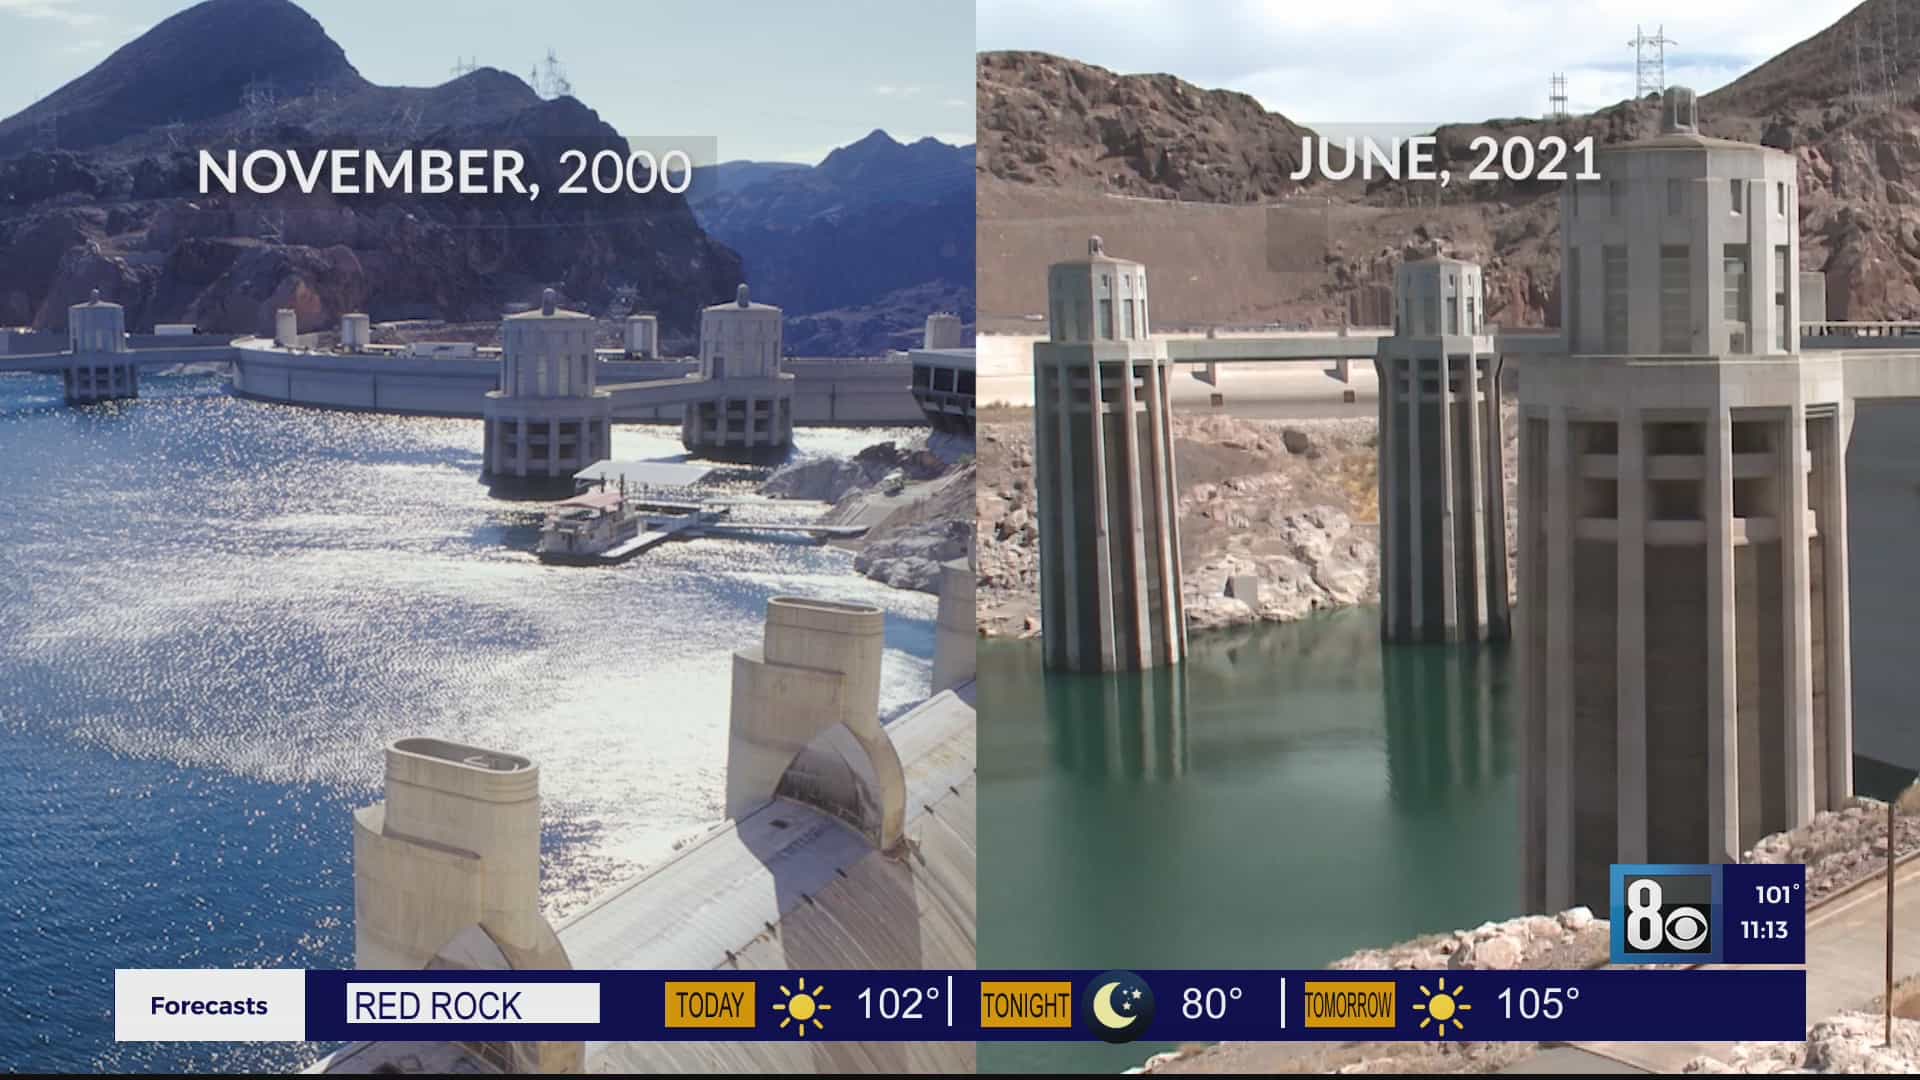 NOVEMBER, 2000
JUNE, 2021
8
101°
11:13
Forecasts
RED ROCK
TODAY
102°
TONIGHT
80°
TOMORROW
105°